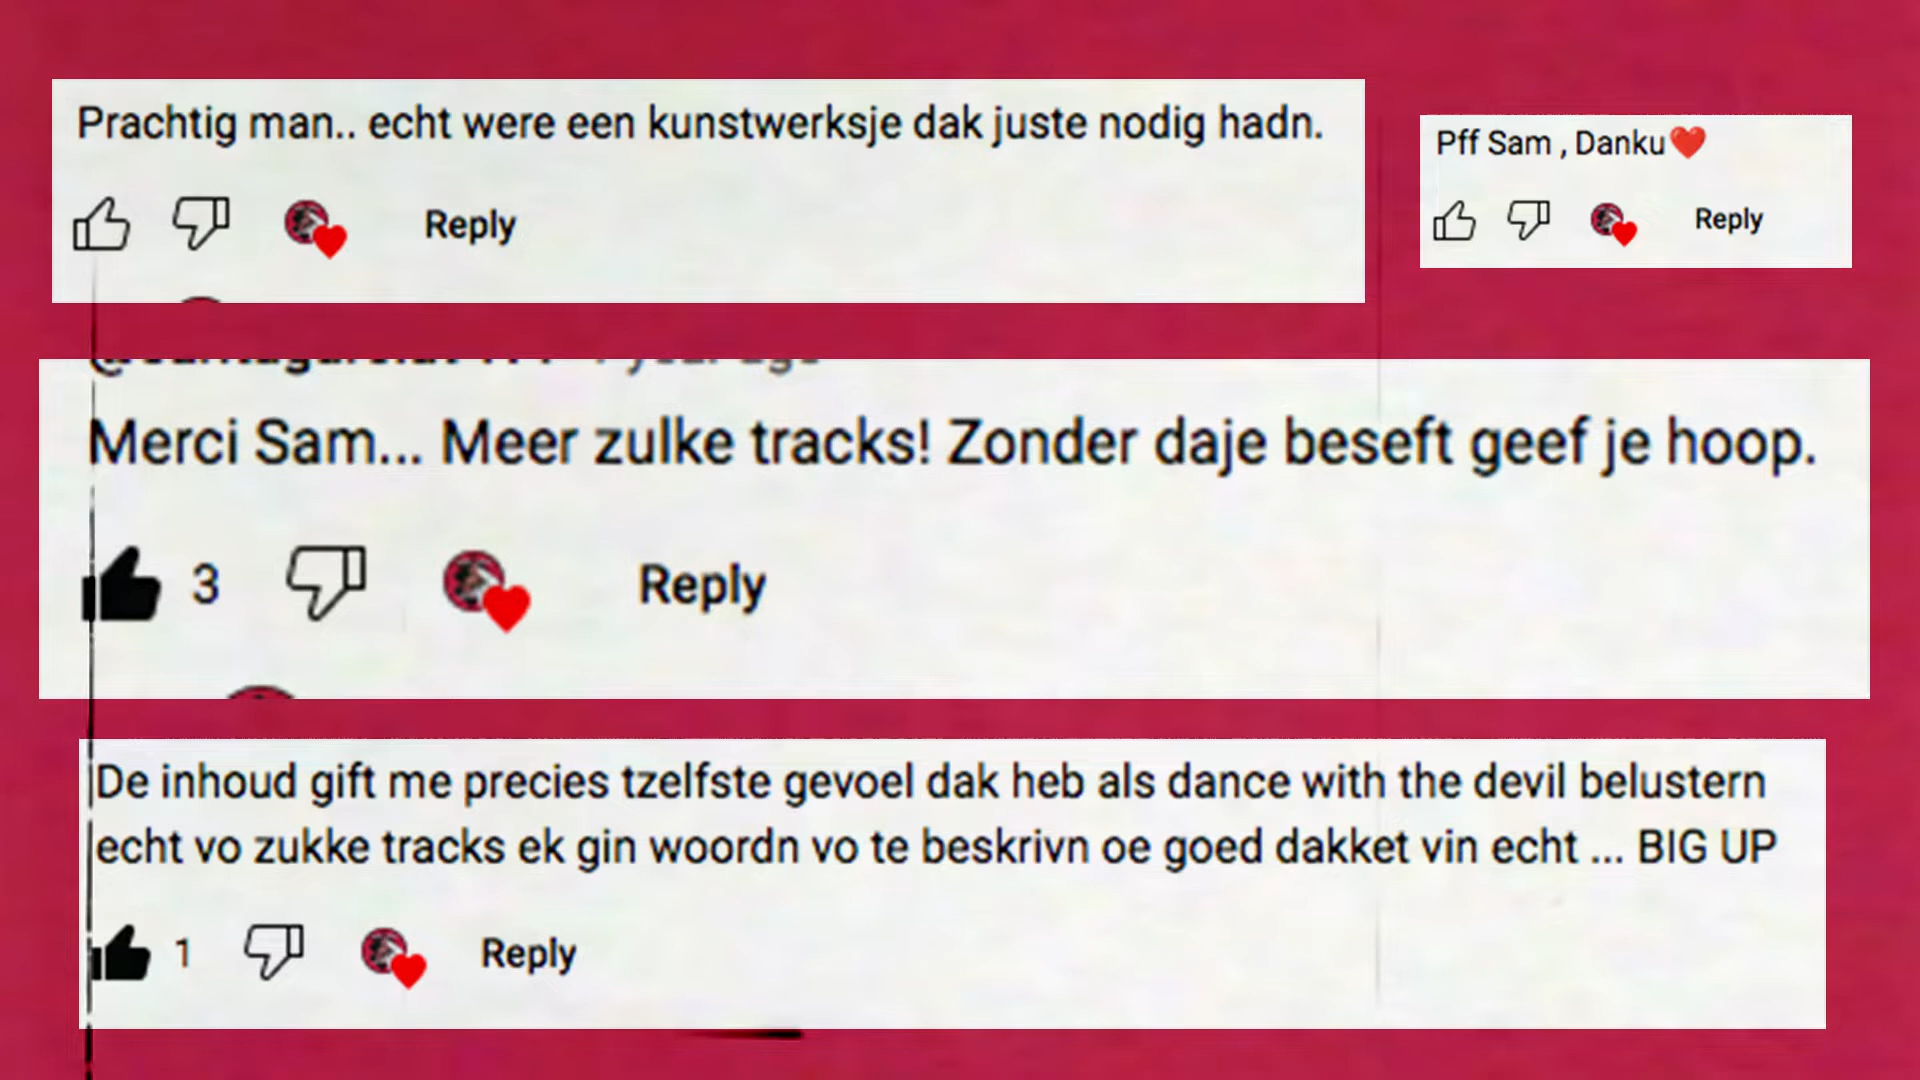 Prachtig man.. echt were een kunstwerksje dak juste nodig hadn.
Reply
Pff Sam , Danku❤️
Reply
Merci Sam... Meer zulke tracks! Zonder daje beseft geef je hoop.
3
Reply
De inhoud gift me precies tzelfste gevoel dak heb als dance with the devil belustern
echt vo zukke tracks ek gin woordn vo te beskrivn oe goed dakket vin echt ... BIG UP
1
Reply